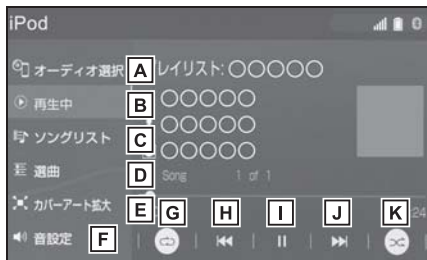 iPod
オーディオ選択 A レイリスト:○○○○○
再生中 B ○○○○○
ソングリスト C ○○○○○
○○○○○
選曲 D Song 1 of 1
カバーアート拡大 E 24
音設定 F G H I J K